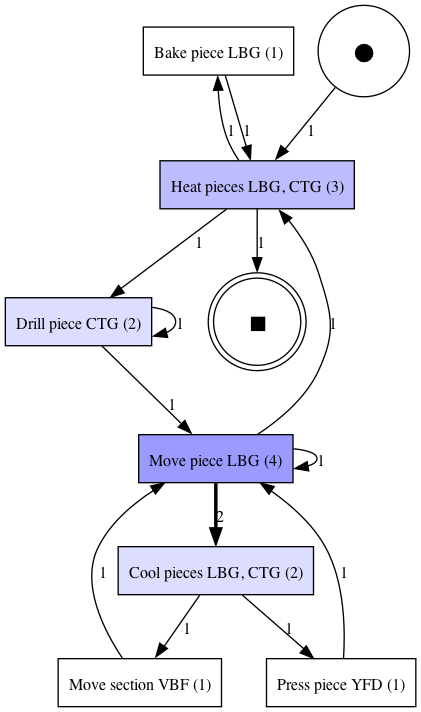 Bake piece LBG (1)
1
1
1
Heat pieces LBG, CTG (3)
1
1
Drill piece CTG (2)
1
1
1
Move piece LBG (4)
1
2
Cool pieces LBG, CTG (2)
1
1
1
1
Move section VBF (1)
Press piece YFD (1)